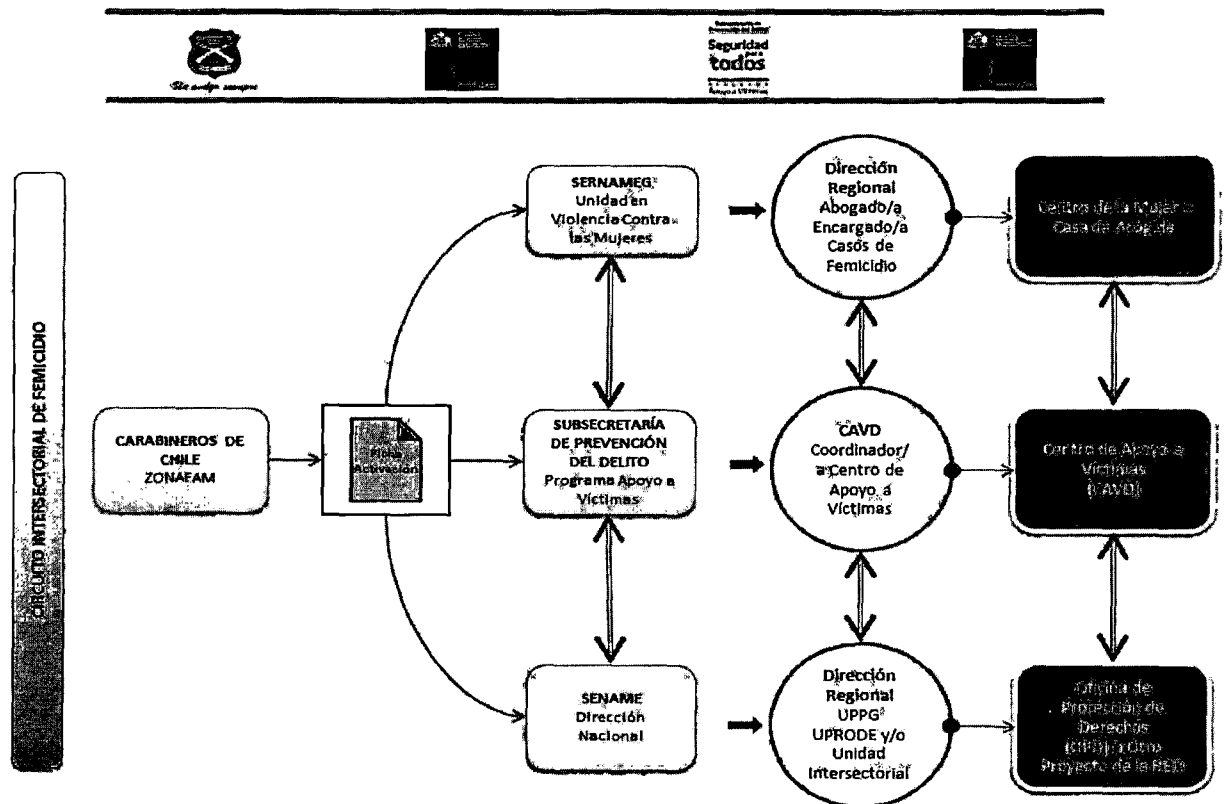 Seguridad
para
todos
CIRCUITO INTERSECTORIAL DE FEMICIDIO
CARABINEROS DE
CHILE
ZONAFAM
Ficha
Activación
SERNAMEG
Unidad en
Violencia Contra
las Mujeres
Dirección
Regional
Abogado/a
Encargado/a
Casos de
Femicidio
Centro de la Mujer o
Casa de Acogida
SUBSECRETARÍA
DE PREVENCIÓN
DEL DELITO
Programa Apoyo a
Víctimas
CAVD
Coordinador/
a Centro de
Apoyo a
Víctimas
Centro de Apoyo a
Víctimas
(CAVD)
SENAME
Dirección
Nacional
Dirección
Regional
UPPG
UPRODE y/o
Unidad
Intersectorial
Oficina de
Protección de
Derechos
(OPD) u Otro
Proyecto de la RED